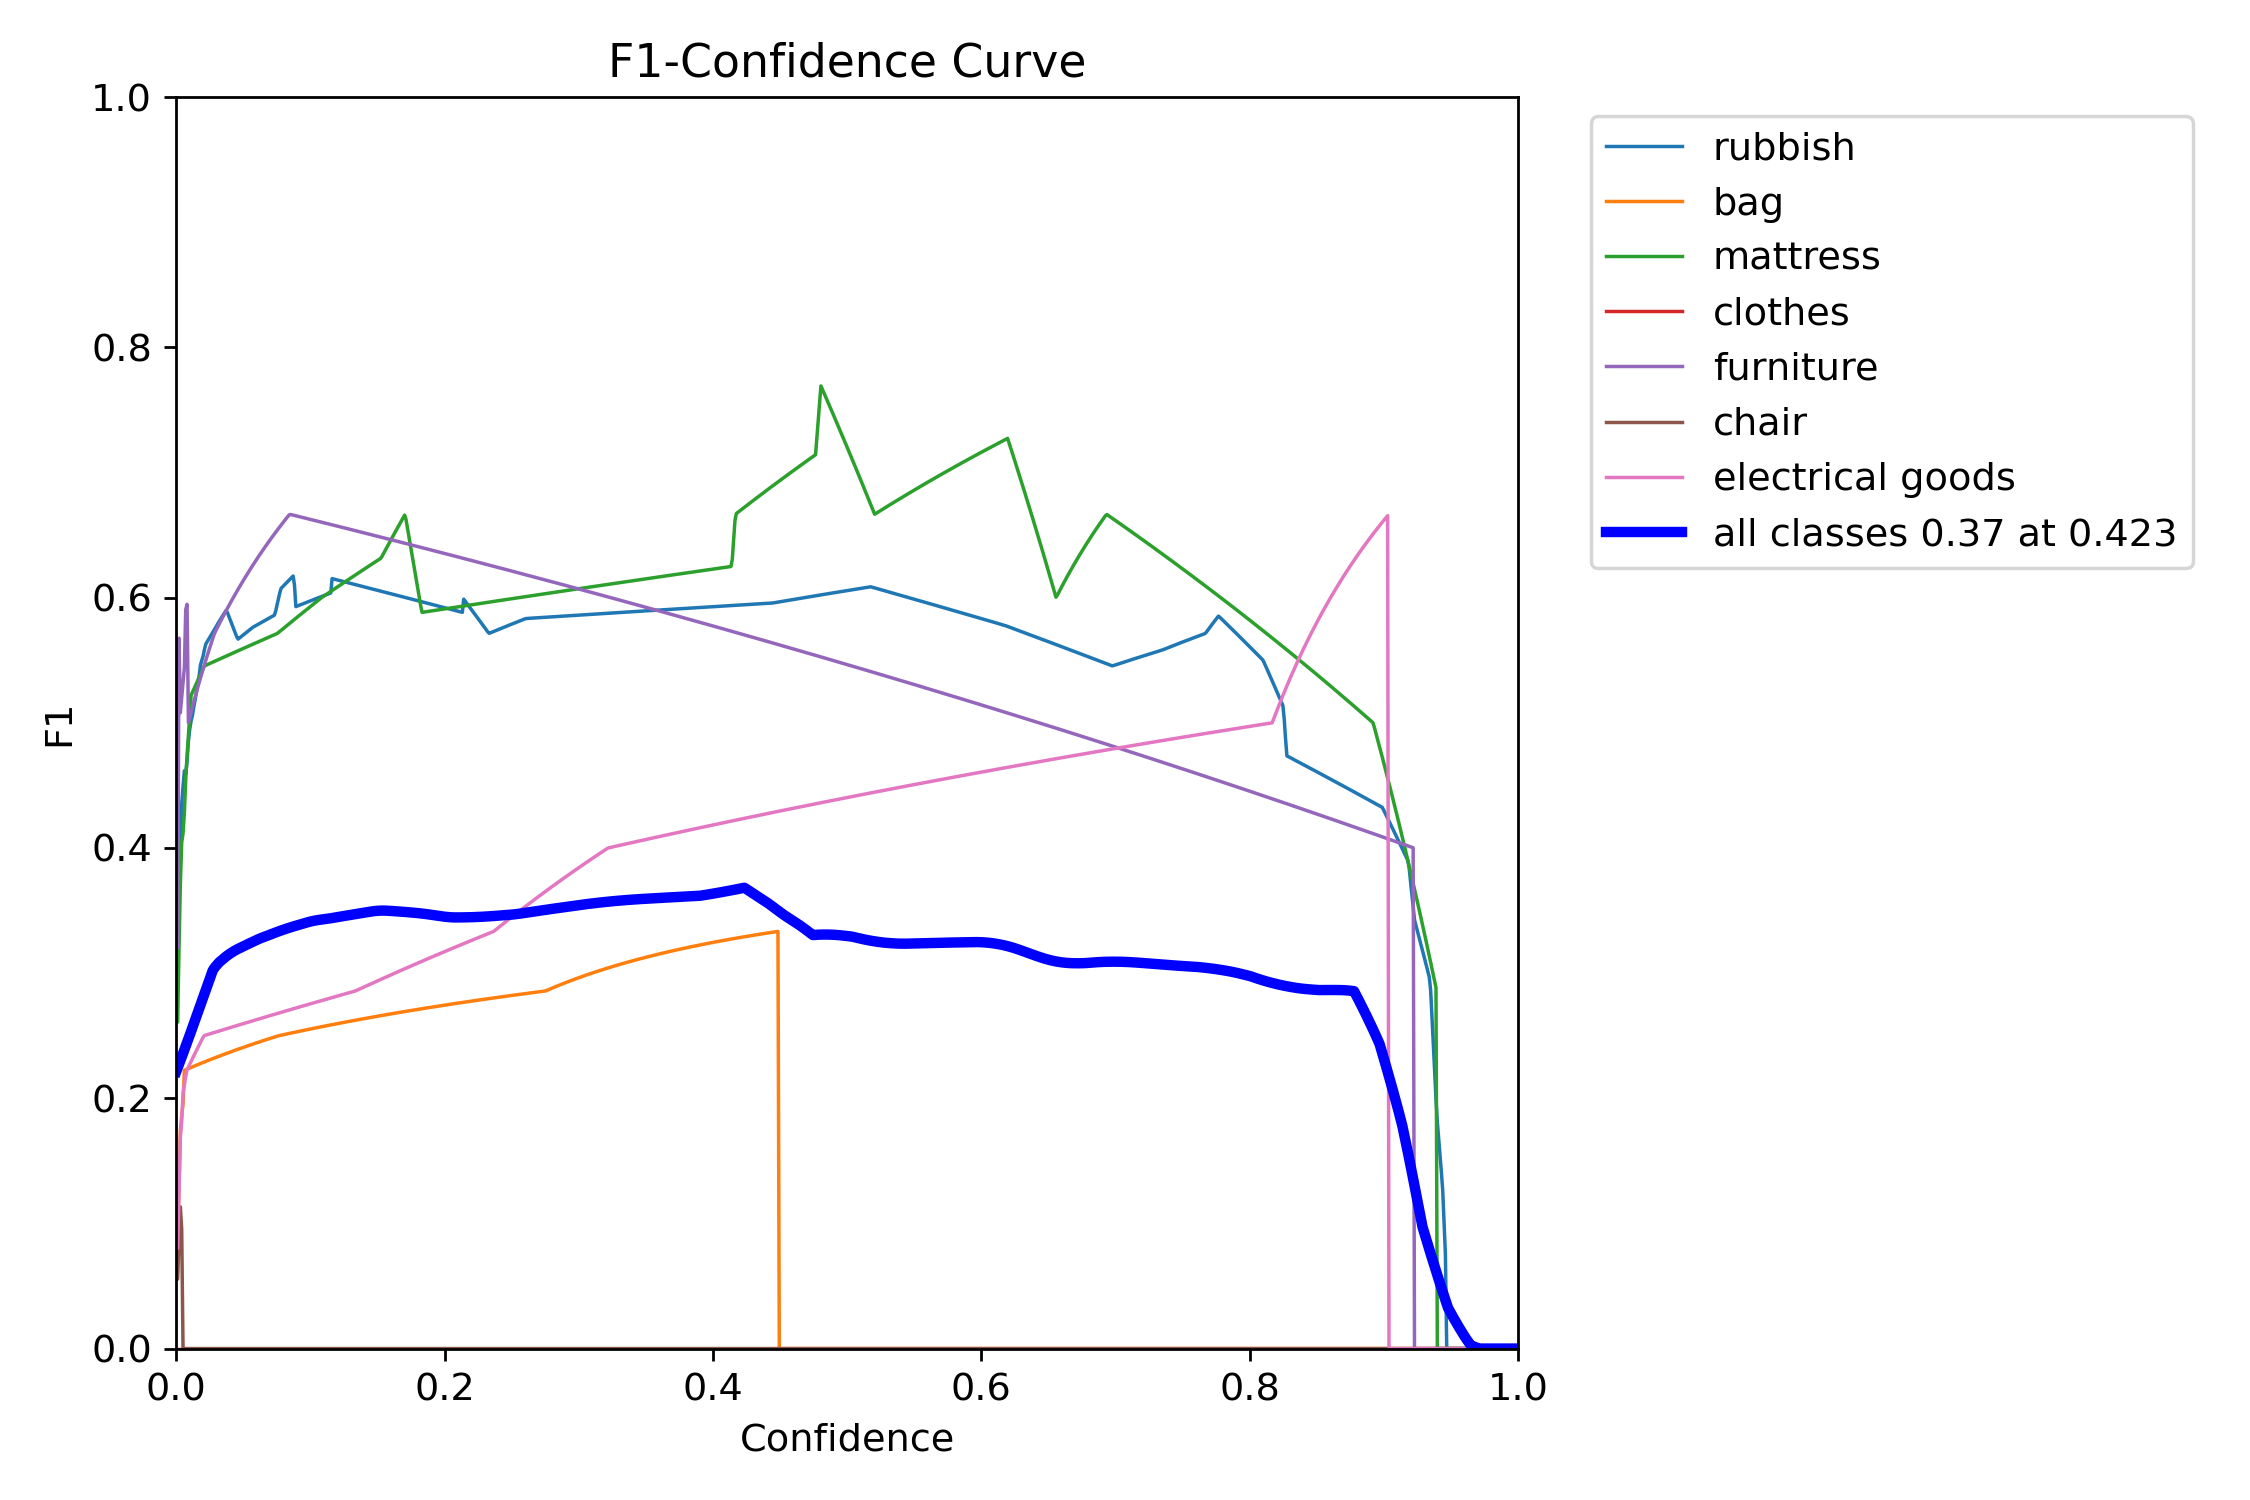 F1-Confidence Curve
1.0
0.8
0.6
0.4
0.2
0.0
F1
0.0 0.2 0.4 0.6 0.8 1.0
Confidence
rubbish
bag
mattress
clothes
furniture
chair
electrical goods
all classes 0.37 at 0.423